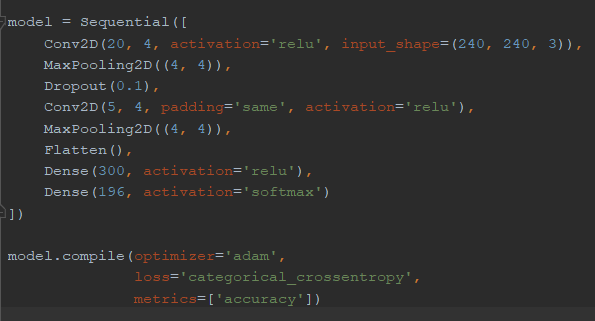 model = Sequential([
    Conv2D(20, 4, activation='relu', input_shape=(240, 240, 3)),
    MaxPooling2D((4, 4)),
    Dropout(0.1),
    Conv2D(5, 4, padding='same', activation='relu'),
    MaxPooling2D((4, 4)),
    Flatten(),
    Dense(300, activation='relu'),
    Dense(196, activation='softmax')
])
model.compile(optimizer='adam',
              loss='categorical_crossentropy',
              metrics=['accuracy'])